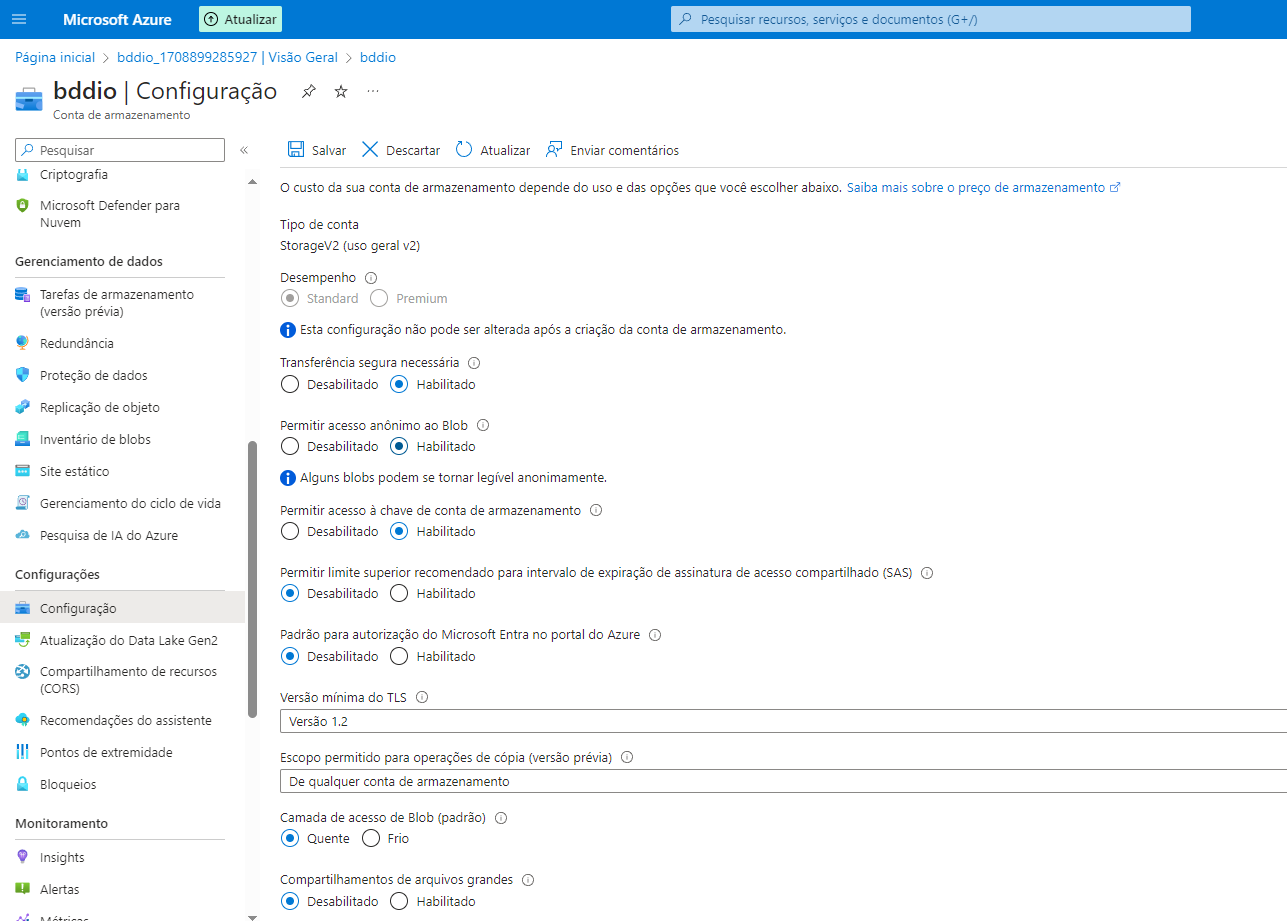 Microsoft Azure
Atualizar
Pesquisar recursos, serviços e documentos (G+/)
Página inicial > bddio_1708899285927 | Visão Geral > bddio
bddio | Configuração
Conta de armazenamento
Pesquisar
Criptografia
Microsoft Defender para
Nuvem
Gerenciamento de dados
Tarefas de armazenamento
(versão prévia)
Redundância
Proteção de dados
Replicação de objeto
Inventário de blobs
Site estático
Gerenciamento do ciclo de vida
Pesquisa de IA do Azure
Configurações
Configuração
Atualização do Data Lake Gen2
Compartilhamento de recursos
(CORS)
Recomendações do assistente
Pontos de extremidade
Bloqueios
Monitoramento
Insights
Alertas
Métricas
Salvar Descartar Atualizar Enviar comentários
O custo da sua conta de armazenamento depende do uso e das opções que você escolher abaixo. Saiba mais sobre o preço de armazenamento
Tipo de conta
StorageV2 (uso geral v2)
Desempenho
Standard Premium
Esta configuração não pode ser alterada após a criação da conta de armazenamento.
Transferência segura necessária
Desabilitado Habilitado
Permitir acesso anônimo ao Blob
Desabilitado Habilitado
Alguns blobs podem se tornar legível anonimamente.
Permitir acesso à chave de conta de armazenamento
Desabilitado Habilitado
Permitir limite superior recomendado para intervalo de expiração de assinatura de acesso compartilhado (SAS)
Desabilitado Habilitado
Padrão para autorização do Microsoft Entra no portal do Azure
Desabilitado Habilitado
Versão mínima do TLS
Versão 1.2
Escopo permitido para operações de cópia (versão prévia)
De qualquer conta de armazenamento
Camada de acesso de Blob (padrão)
Quente Frio
Compartilhamentos de arquivos grandes
Desabilitado Habilitado